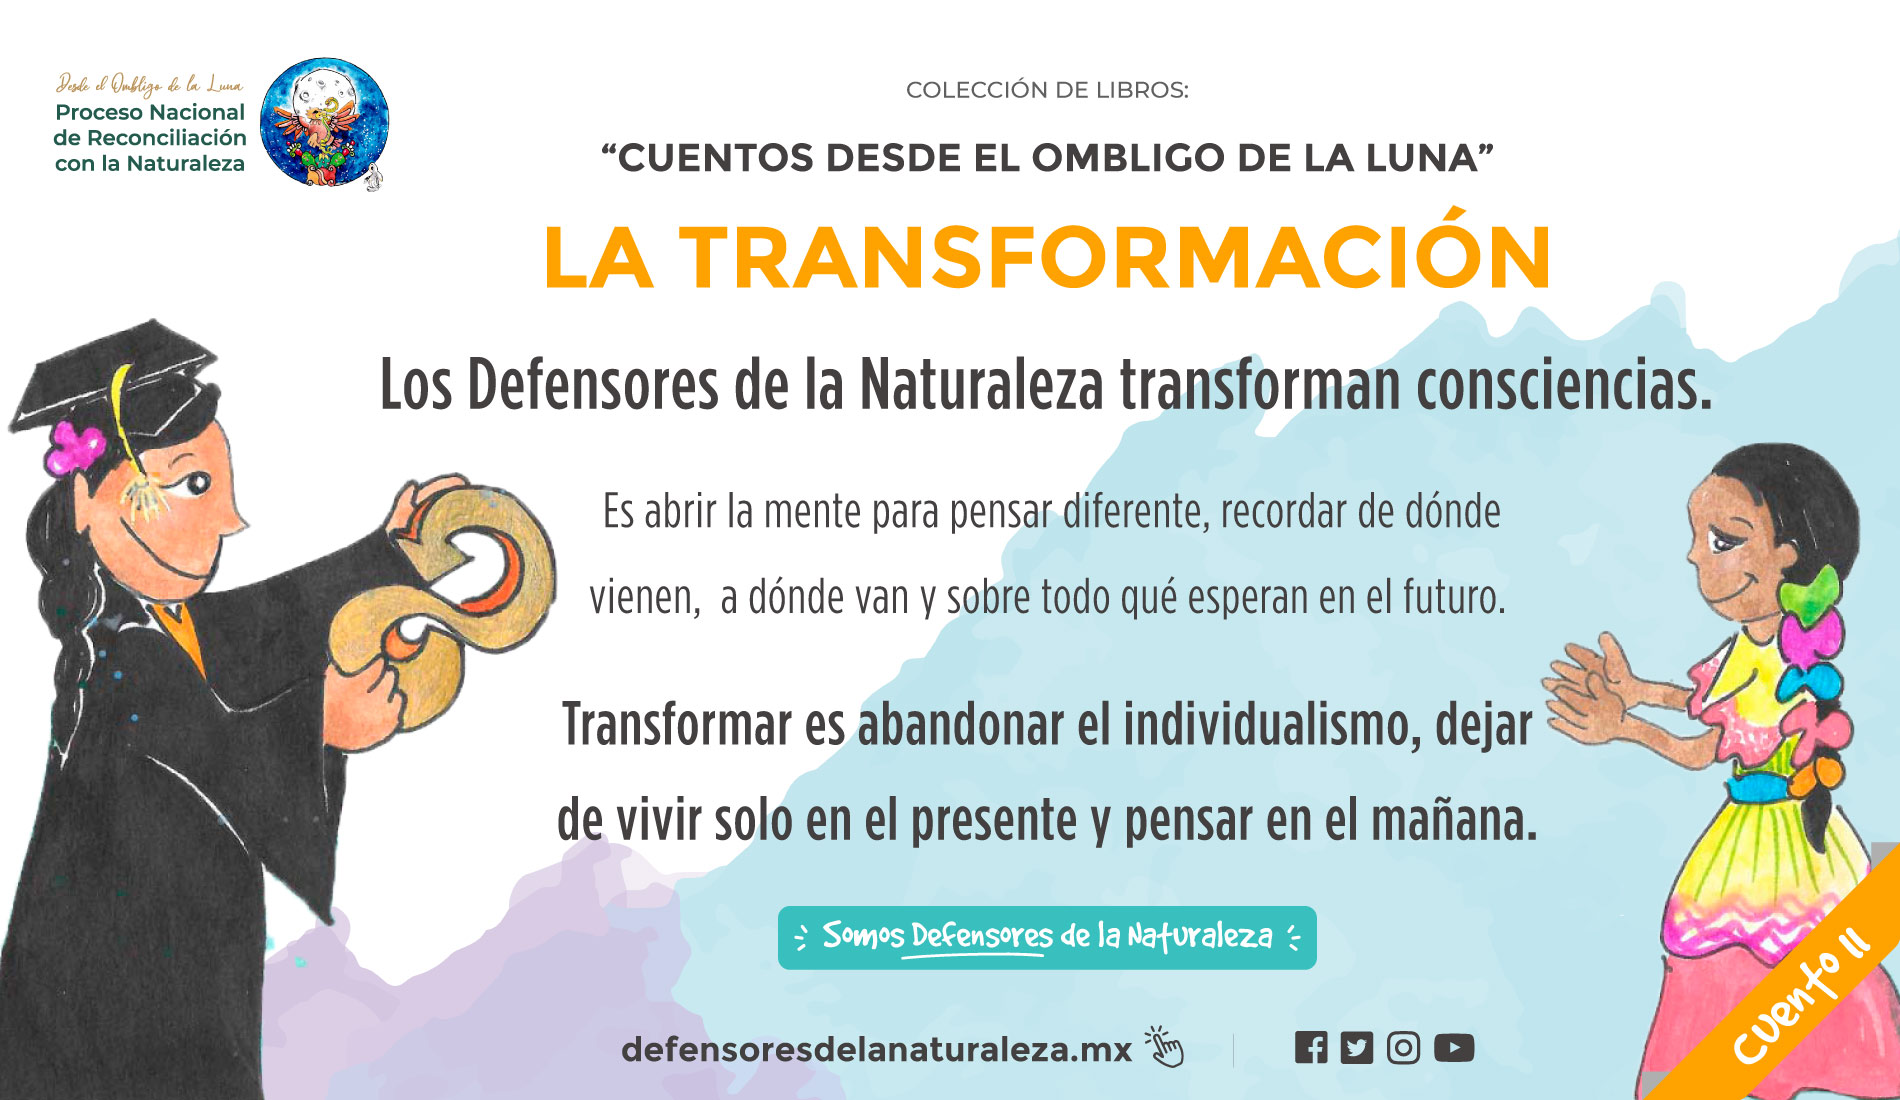 Desde el Ombligo de la Luna
Proceso Nacional
de Reconciliación
con la Naturaleza
COLECCIÓN DE LIBROS:
“CUENTOS DESDE EL OMBLIGO DE LA LUNA”
LA TRANSFORMACIÓN
Los Defensores de la Naturaleza transforman consciencias.
Es abrir la mente para pensar diferente, recordar de dónde
vienen, a dónde van y sobre todo qué esperan en el futuro.
Transformar es abandonar el individualismo, dejar
de vivir solo en el presente y pensar en el mañana.
Somos Defensores de la Naturaleza
defensoresdelanaturaleza.mx
Cuento 11